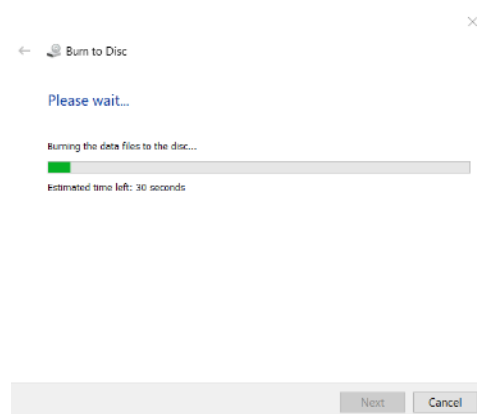 Burn to Disc
Please wait...
Burning the data files to the disc...
Estimated time left: 30 seconds
Next
Cancel